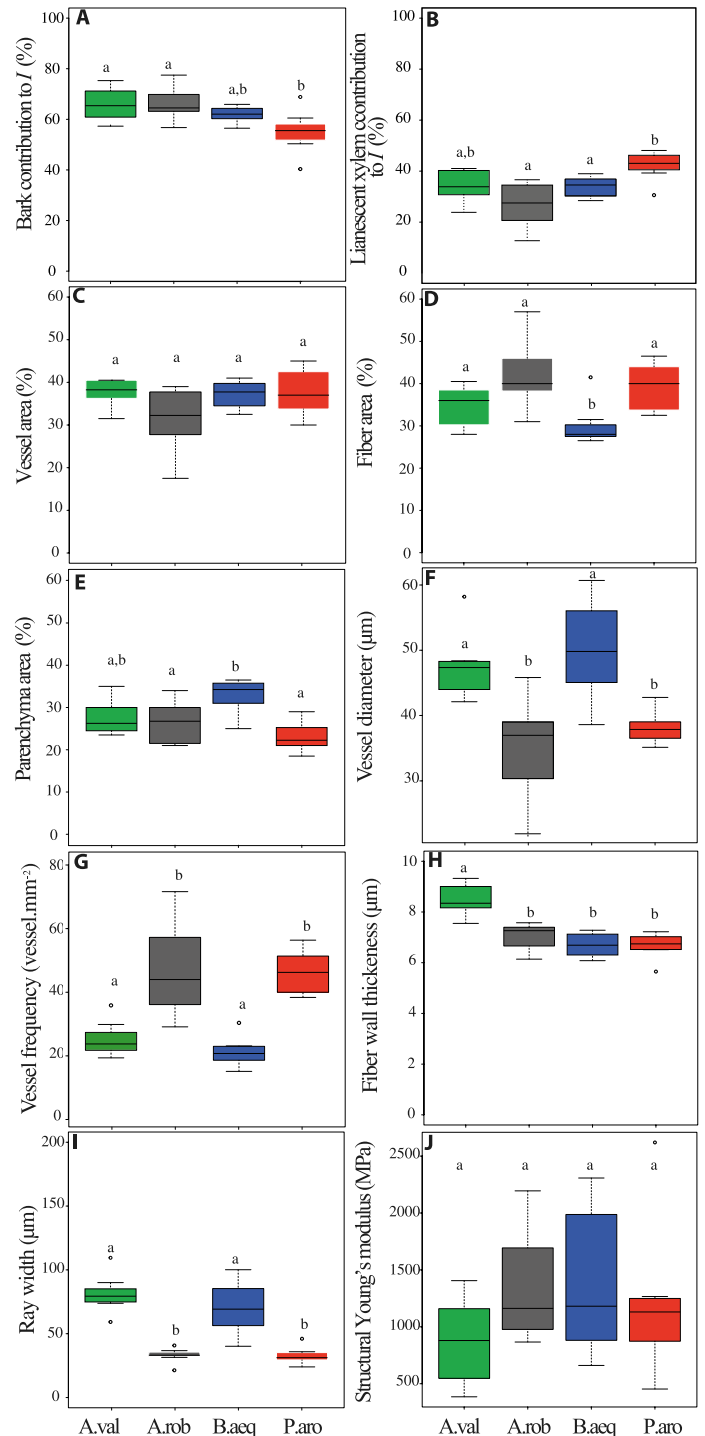 A
Bark contribution to I (%)
100
80
60
40
20
0
a
a
a,b
b
B
Lianescent xylem ccontribution
to I (%)
100
80
60
40
20
0
a,b
a
a
b
C
Vessel area (%)
60
50
40
30
20
10
0
a
a
a
a
D
Fiber area (%)
60
50
40
30
20
10
0
a
a
b
a
E
Parenchyma area (%)
60
50
40
30
20
10
0
a,b
a
b
a
F
Vessel diameter (µm)
60
50
38
30
a
b
a
b
G
Vessel frequency (vessel.mm-2)
80
60
40
20
0
a
b
a
b
H
Fiber wall thickeness (µm)
10
8
6
4
2
0
a
b
b
b
I
Ray width (µm)
200
150
100
50
0
a
b
a
b
J
Structural Young's modulus (MPa)
2500
2000
1500
1000
500
a
a
a
a
A.val A.rob B.aeq P.aro
A.val A.rob B.aeq P.aro